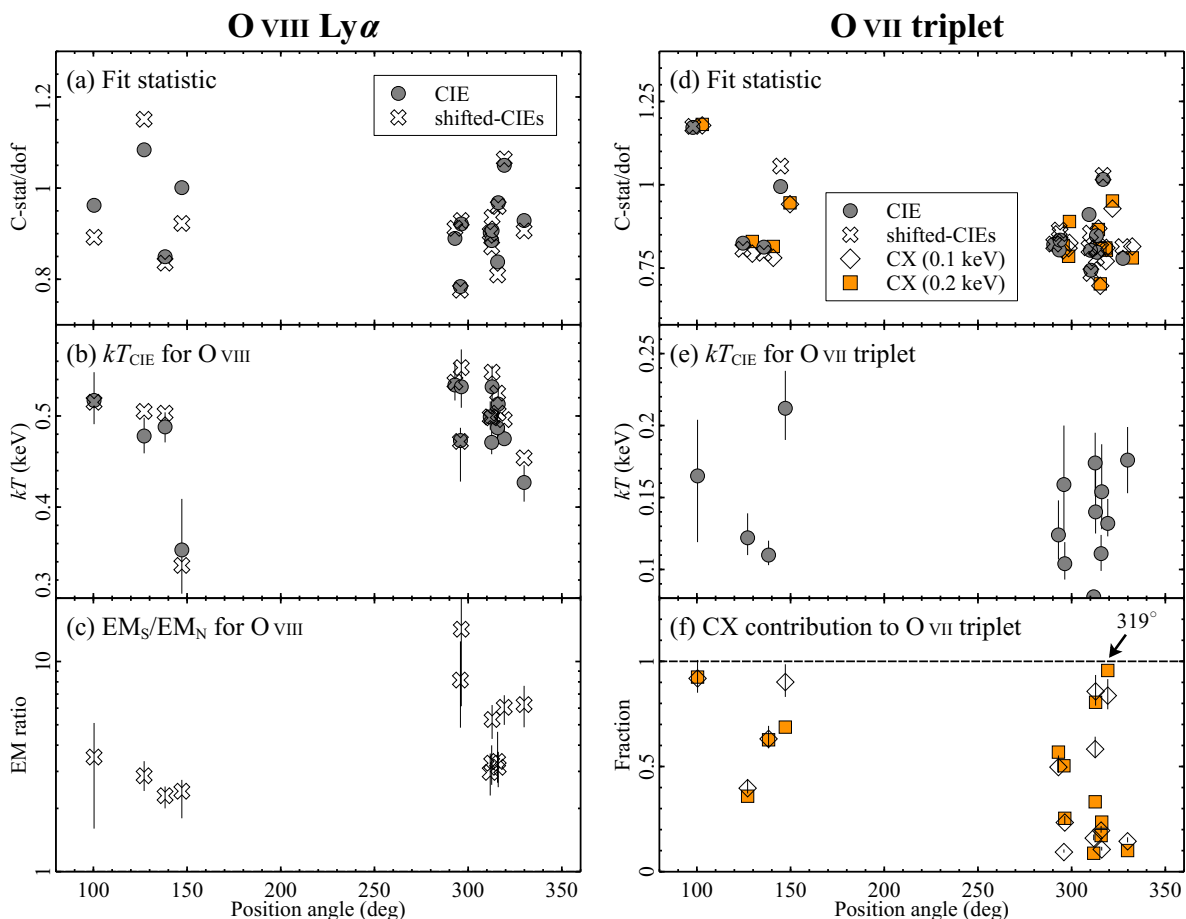 O VIII Lyα
O VII triplet
(a) Fit statistic
CIE
shifted-CIEs
C-stat/dof
0.8
1
1.2
(b) kTCIE for O VIII
kT (keV)
0.3
0.4
0.5
(c) EMS/EMN for O VIII
EM ratio
1
10
100
150
200
250
300
350
Position angle (deg)
(d) Fit statistic
CIE
shifted-CIEs
CX (0.1 keV)
CX (0.2 keV)
C-stat/dof
0.75
1
1.25
(e) kTCIE for O VII triplet
kT (keV)
0.1
0.15
0.2
0.25
(f) CX contribution to O VII triplet
319°
Fraction
0
0.5
1
100
150
200
250
300
350
Position angle (deg)